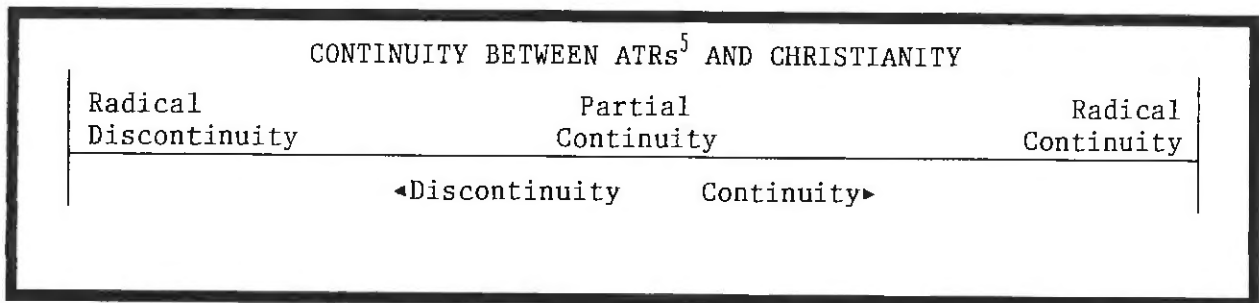 CONTINUITY BETWEEN ATRs⁵ AND CHRISTIANITY
Radical Partial Radical
Discontinuity Continuity Continuity
◂Discontinuity Continuity▸